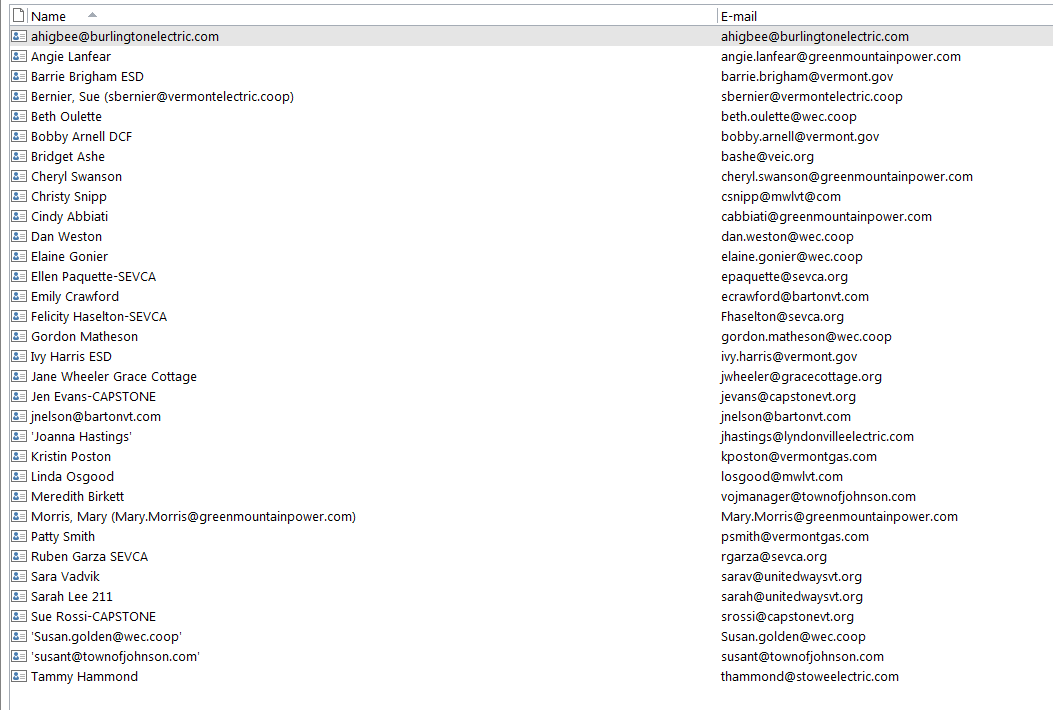 Name E-mail
ahigbee@burlingtonelectric.com ahigbee@burlingtonelectric.com
Angie Lanfear angie.lanfear@greenmountainpower.com
Barrie Brigham ESD barrie.brigham@vermont.gov
Bernier, Sue (sbernier@vermontelectric.coop) sbernier@vermontelectric.coop
Beth Oulette beth.oulette@wec.coop
Bobby Arnell DCF bobby.arnell@vermont.gov
Bridget Ashe bashe@veic.org
Cheryl Swanson cheryl.swanson@greenmountainpower.com
Christy Snipp csnipp@mwlvt@com
Cindy Abbiati cabbiati@greenmountainpower.com
Dan Weston dan.weston@wec.coop
Elaine Gonier elaine.gonier@wec.coop
Ellen Paquette-SEVCA epaquette@sevca.org
Emily Crawford ecrawford@bartonvt.com
Felicity Haselton-SEVCA Fhaselton@sevca.org
Gordon Matheson gordon.matheson@wec.coop
Ivy Harris ESD ivy.harris@vermont.gov
Jane Wheeler Grace Cottage jwheeler@gracecottage.org
Jen Evans-CAPSTONE jevans@capstonevt.org
jnelson@bartonvt.com jnelson@bartonvt.com
'Joanna Hastings' jhastings@lyndonvilleelectric.com
Kristin Poston kposton@vermontgas.com
Linda Osgood losgood@mwlvt.com
Meredith Birkett vojmanager@townofjohnson.com
Morris, Mary (Mary.Morris@greenmountainpower.com) Mary.Morris@greenmountainpower.com
Patty Smith psmith@vermontgas.com
Ruben Garza SEVCA rgarza@sevca.org
Sara Vadvik sarav@unitedwaysvt.org
Sarah Lee 211 sarah@unitedwaysvt.org
Sue Rossi-CAPSTONE srossi@capstonevt.org
'Susan.golden@wec.coop' Susan.golden@wec.coop
'susant@townofjohnson.com' susant@townofjohnson.com
Tammy Hammond thammond@stoweelectric.com